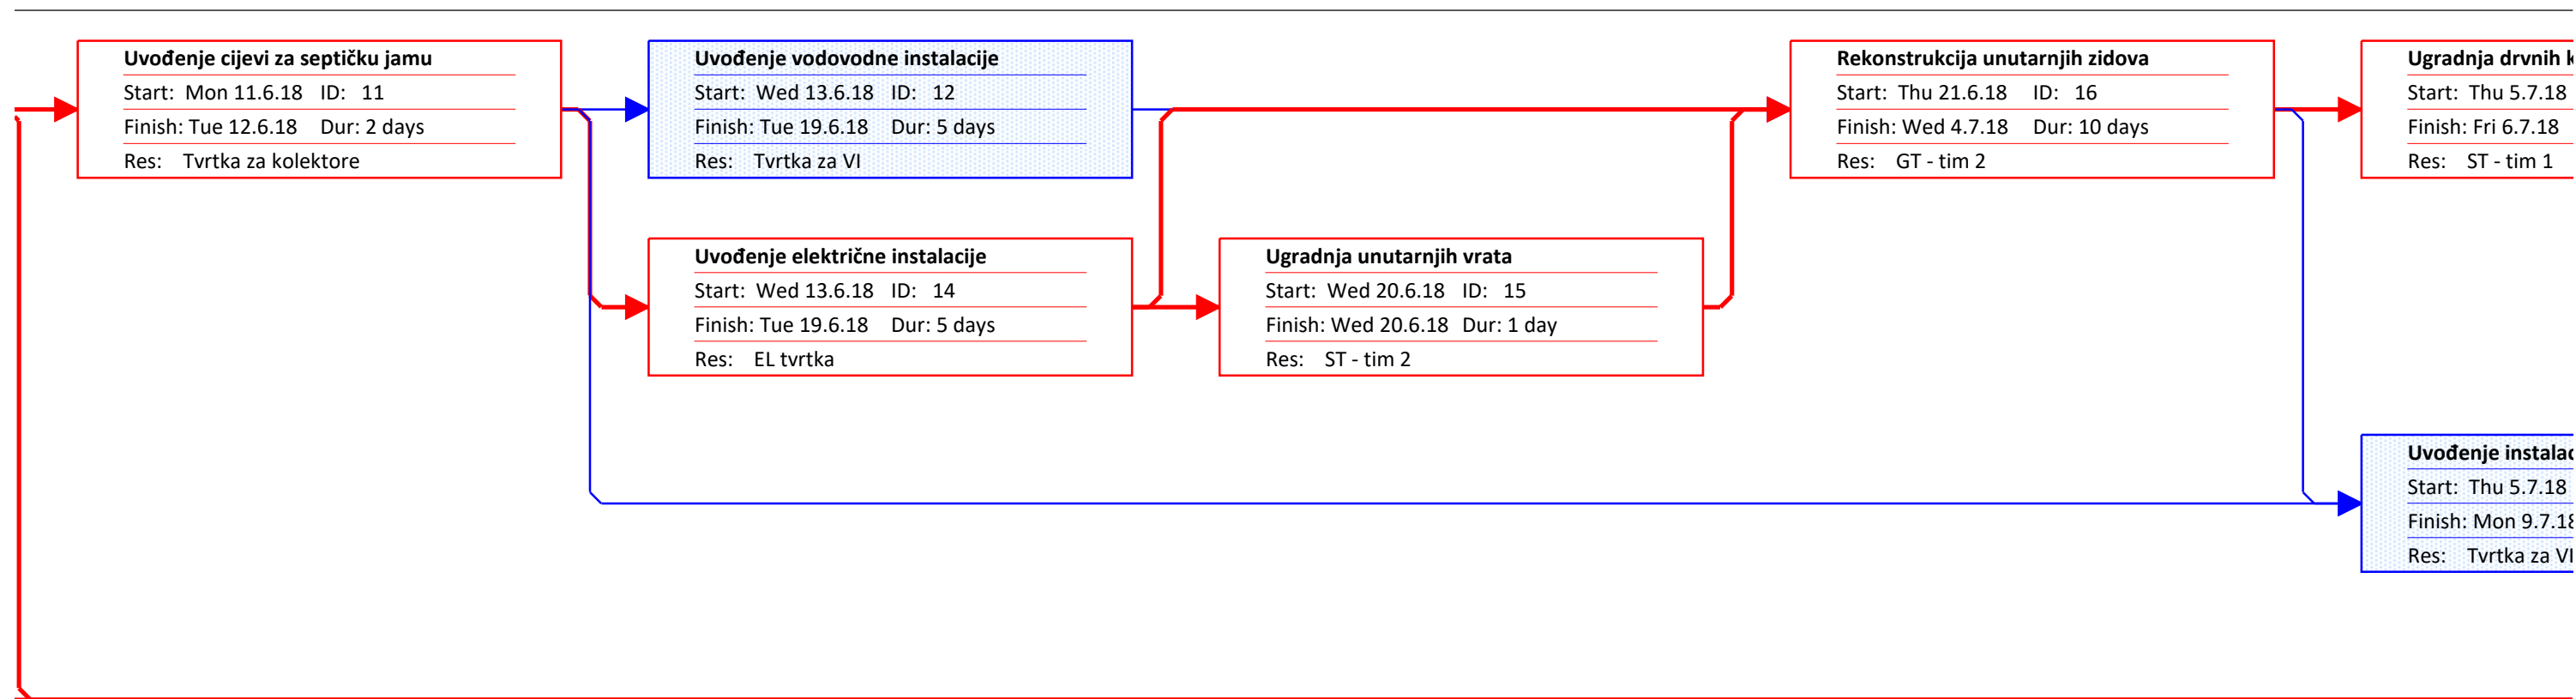 Uvođenje cijevi za septičku jamu
Start: Mon 11.6.18 ID: 11
Finish: Tue 12.6.18 Dur: 2 days
Res: Tvrtka za kolektore
Uvođenje vodovodne instalacije
Start: Wed 13.6.18 ID: 12
Finish: Tue 19.6.18 Dur: 5 days
Res: Tvrtka za VI
Rekonstrukcija unutarnjih zidova
Start: Thu 21.6.18 ID: 16
Finish: Wed 4.7.18 Dur: 10 days
Res: GT - tim 2
Ugradnja drvnih
Start: Thu 5.7.18
Finish: Fri 6.7.18
Res: ST - tim 1
Uvođenje električne instalacije
Start: Wed 13.6.18 ID: 14
Finish: Tue 19.6.18 Dur: 5 days
Res: EL tvrtka
Ugradnja unutarnjih vrata
Start: Wed 20.6.18 ID: 15
Finish: Wed 20.6.18 Dur: 1 day
Res: ST - tim 2
Uvođenje
Start: Thu 5.7.18
Finish: Mon 9.7.18
Res: Tvrtka za VI